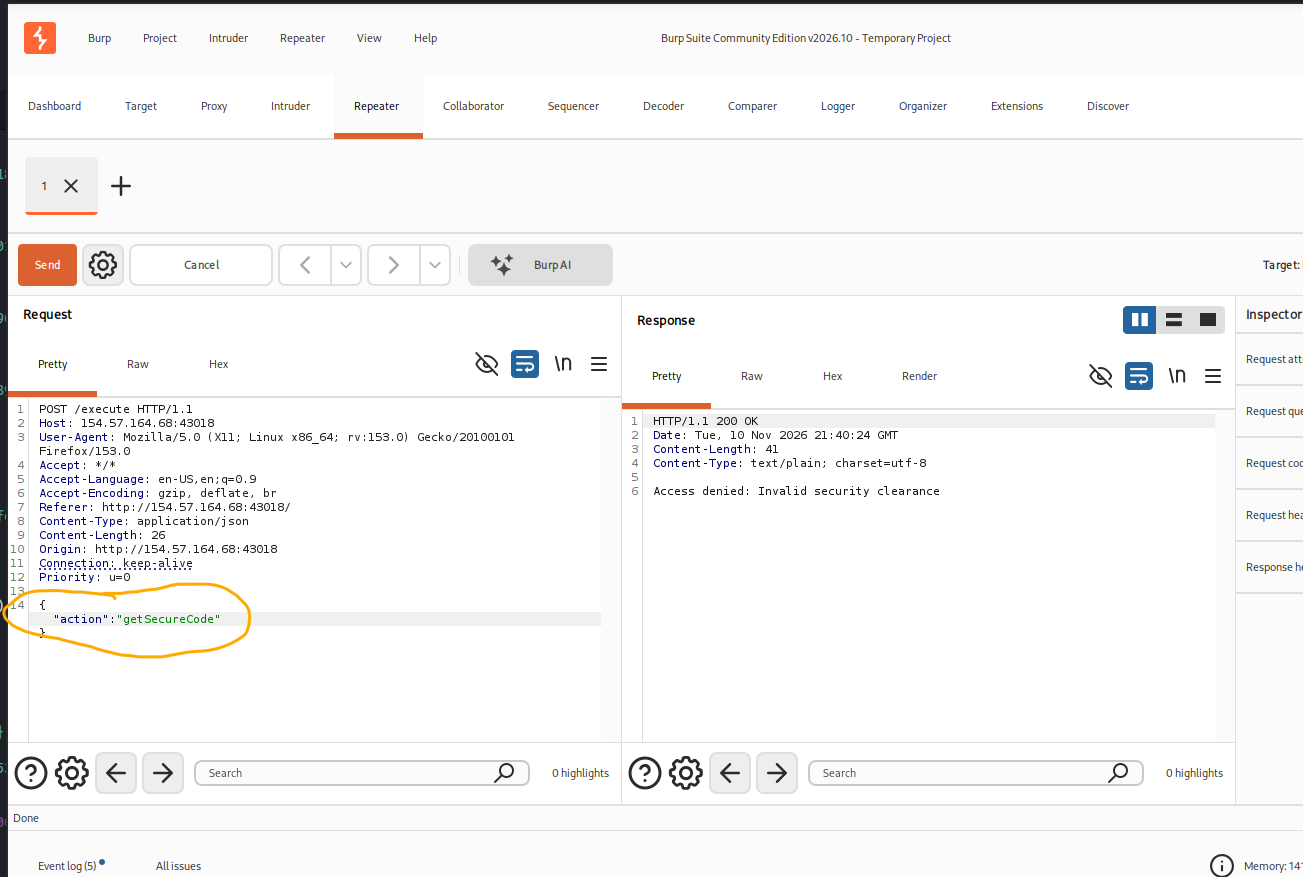 Burp Project Intruder Repeater View Help Burp Suite Community Edition v2026.10 - Temporary Project
Dashboard Target Proxy Intruder Repeater Collaborator Sequencer Decoder Comparer Logger Organizer Extensions Discover
1
Send Cancel Burp AI Target:
Request
Pretty Raw Hex \n
1 POST /execute HTTP/1.1
2 Host: 154.57.164.68:43018
3 User-Agent: Mozilla/5.0 (X11; Linux x86_64; rv:153.0) Gecko/20100101
Firefox/153.0
4 Accept: */*
5 Accept-Language: en-US,en;q=0.9
6 Accept-Encoding: gzip, deflate, br
7 Referer: http://154.57.164.68:43018/
8 Content-Type: application/json
9 Content-Length: 26
10 Origin: http://154.57.164.68:43018
11 Connection: keep-alive
12 Priority: u=0
13
14 {
"action":"getSecureCode"
}
Search 0 highlights
Response
Pretty Raw Hex Render \n
1 HTTP/1.1 200 OK
2 Date: Tue, 10 Nov 2026 21:40:24 GMT
3 Content-Length: 41
4 Content-Type: text/plain; charset=utf-8
5
6 Access denied: Invalid security clearance
Search 0 highlights
Inspector
Request
Request
Request
Request
Response
Done
Event log (5) All issues Memory: